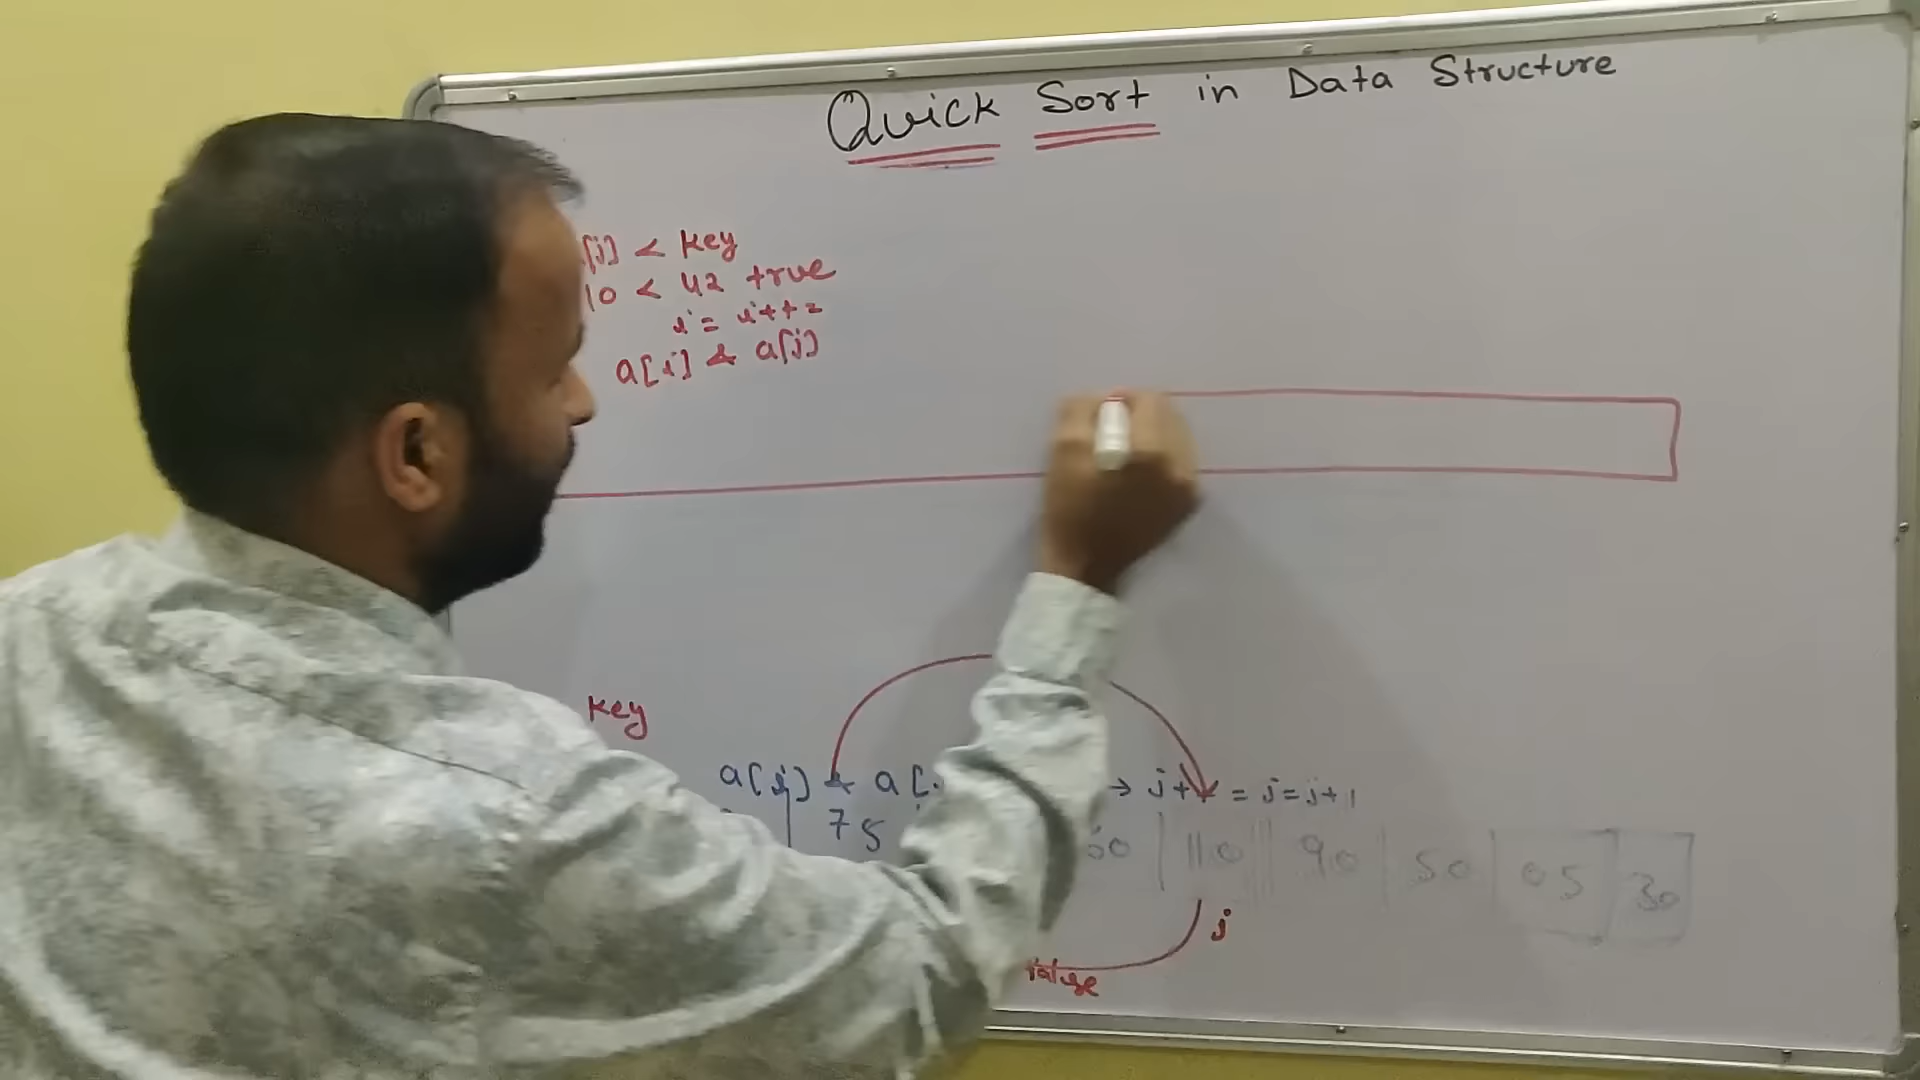 Quick Sort in Data Structure
[j] < key
10 < 42 true
i = i++ =
a[i] & a[j]
key
a[i] & a[ → j++ = j=j+1
75
60 110 90 50 05 30
j
false